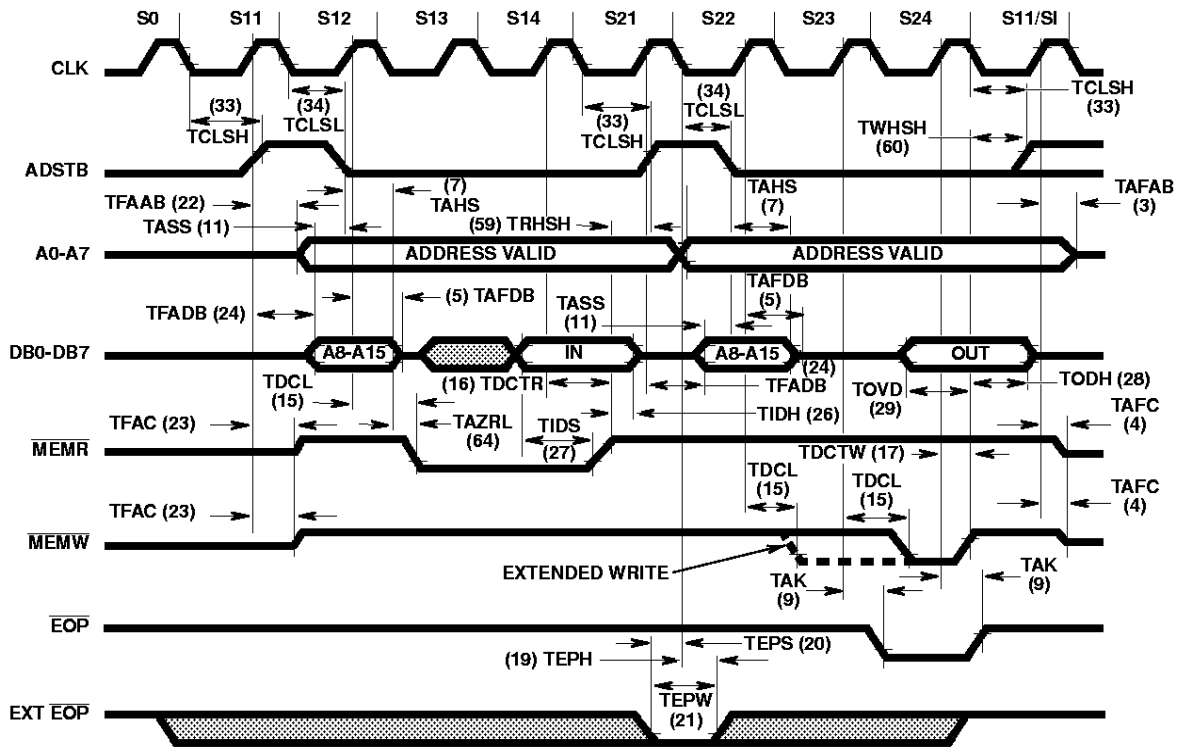 S0 S11 S12 S13 S14 S21 S22 S23 S24 S11/SI
CLK
(33)
TCLSH
(34)
TCLSL
(33)
TCLSH
(34)
TCLSL
TCLSH
(33)
TWHSH
(60)
ADSTB
TFAAB (22)
(7)
TAHS
TAHS
(7)
TAFAB
(3)
TASS (11)
(59) TRHSH
A0-A7
ADDRESS VALID
ADDRESS VALID
TFADB (24)
(5) TAFDB
TASS
(11)
TAFDB
(5)
DB0-DB7
A8-A15
IN
A8-A15
OUT
(24)
TFADB
TDCL
(15)
(16) TDCTR
TOVD
(29)
TODH (28)
TIDH (26)
TFAC (23)
TAZRL
(64)
TIDS
(27)
TAFC
(4)
MEMR
TDCTW (17)
TDCL
(15)
TDCL
(15)
TFAC (23)
TAFC
(4)
MEMW
EXTENDED WRITE
TAK
(9)
TAK
(9)
EOP
TEPS (20)
(19) TEPH
TEPW
(21)
EXT EOP